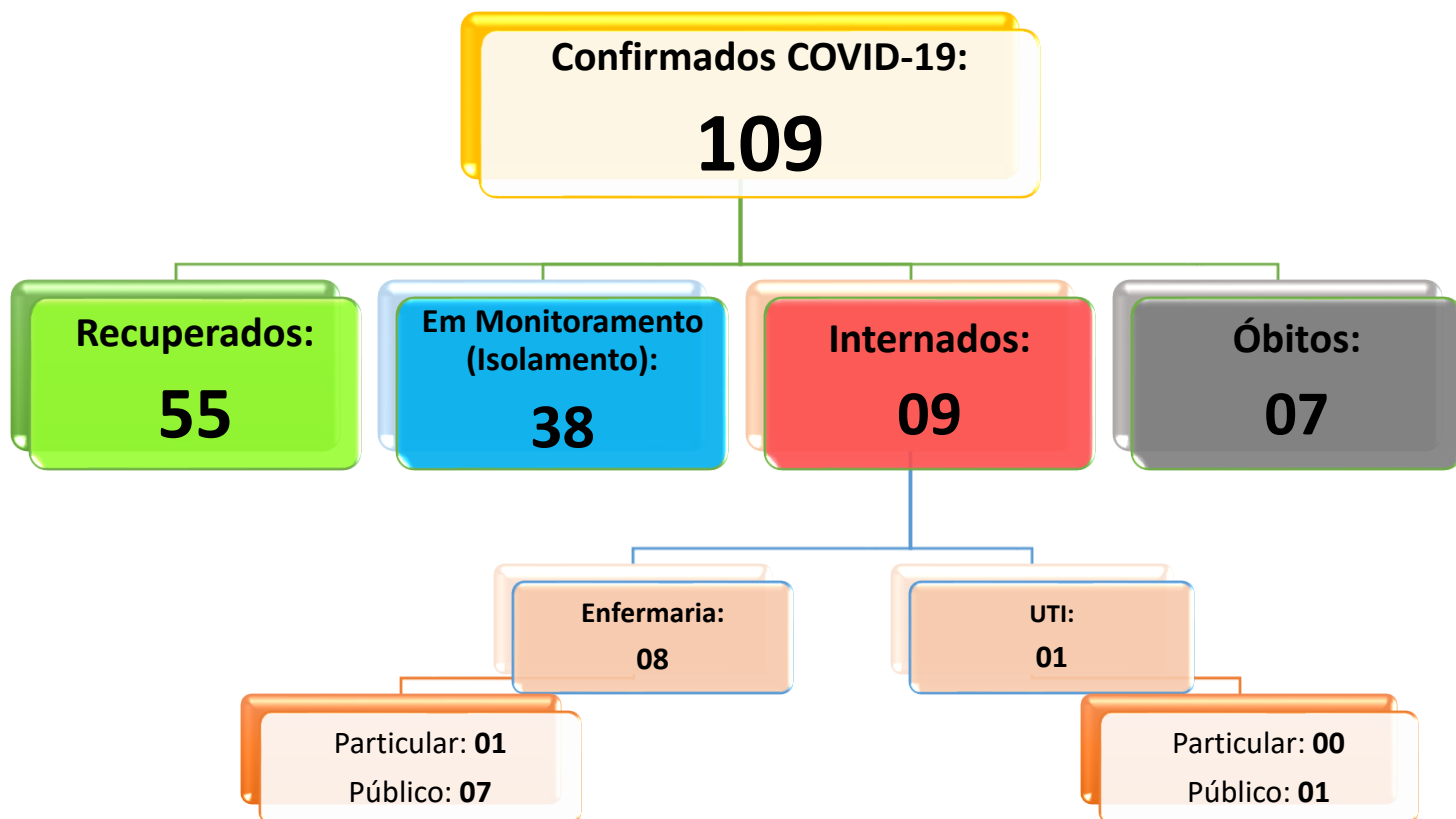 Confirmados COVID-19:
109
Recuperados:
55
Em Monitoramento
(Isolamento):
38
Internados:
09
Óbitos:
07
Enfermaria:
08
UTI:
01
Particular: 01
Público: 07
Particular: 00
Público: 01